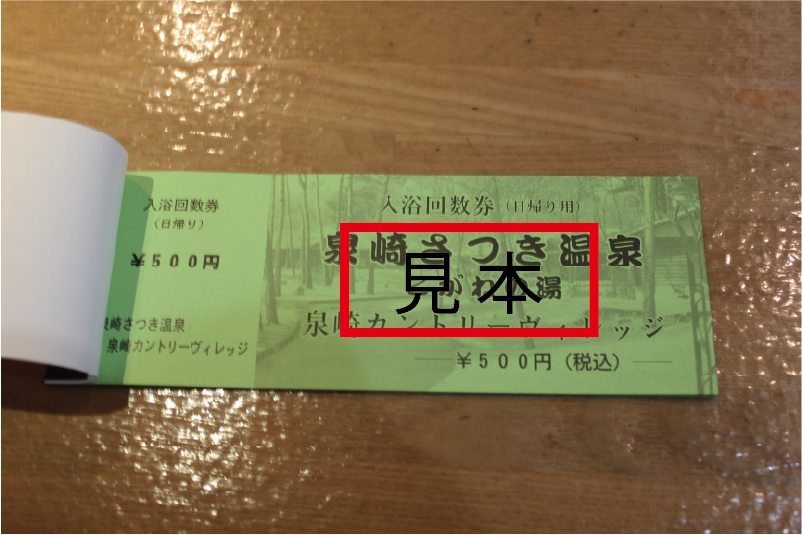 入浴回数券
(日帰り)
¥500円
崎さつき温泉
泉崎カントリーヴィレッジ
入浴回数券 (日帰り用)
泉崎さつき温泉
湯
泉崎カントリーヴィレッジ
¥500円 (税込)
見本